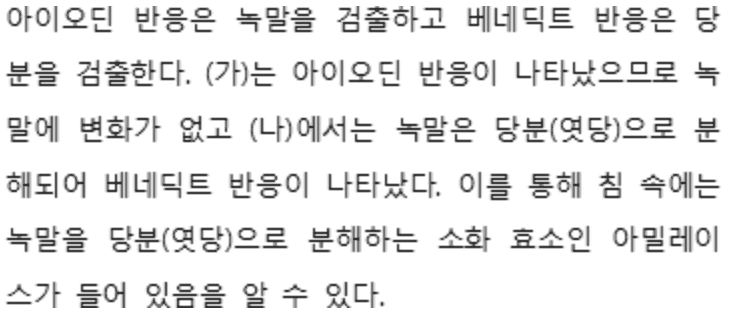 아이오딘 반응은 녹말을 검출하고 베네딕트 반응은 당
분을 검출한다. (가)는 아이오딘 반응이 나타났으므로 녹
말에 변화가 없고 (나)에서는 녹말은 당분(엿당)으로 분
해되어 베네딕트 반응이 나타났다. 이를 통해 침 속에는
녹말을 당분(엿당)으로 분해하는 소화 효소인 아밀레이
스가 들어 있음을 알 수 있다.